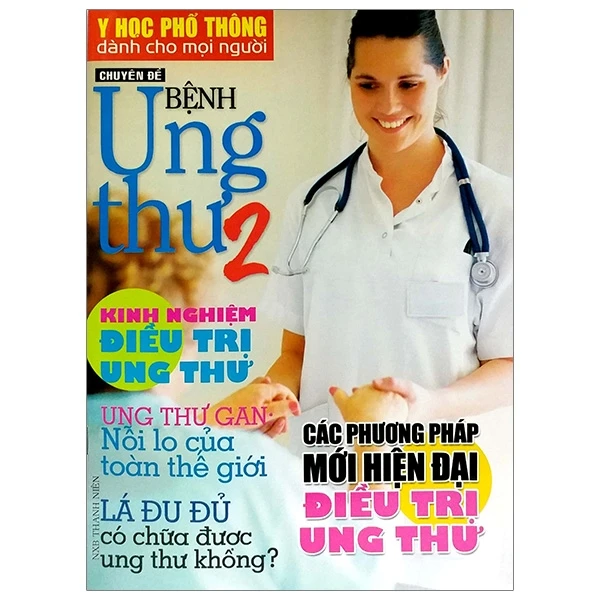 Y HỌC PHỔ THÔNG
dành cho mọi người
CHUYÊN ĐỀ
BỆNH
Ung
thư 2
KINH NGHIỆM
ĐIỀU TRỊ
UNG THƯ
UNG THƯ GAN:
Nỗi lo của
toàn thế giới
LÁ ĐU ĐỦ
có chữa được
ung thư không?
NXB THANH NIÊN
CÁC PHƯƠNG PHÁP
MỚI HIỆN ĐẠI
ĐIỀU TRỊ
UNG THƯ